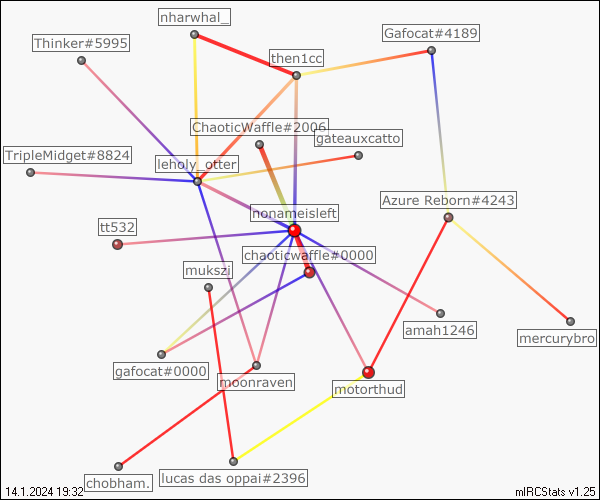 nharwhal_
Thinker#5995
Gafocat#4189
then1cc
ChaoticWaffle#2006
gateauxcatto
TripleMidget#8824
leholy_otter
Azure Reborn#4243
nonameisleft
tt532
chaoticwaffle#0000
mukszi
amah1246
mercurybro
gafocat#0000
moonraven
motorthud
chobham.
lucas das oppai#2396
14.1.2024 19:32
mIRCStats v1.25